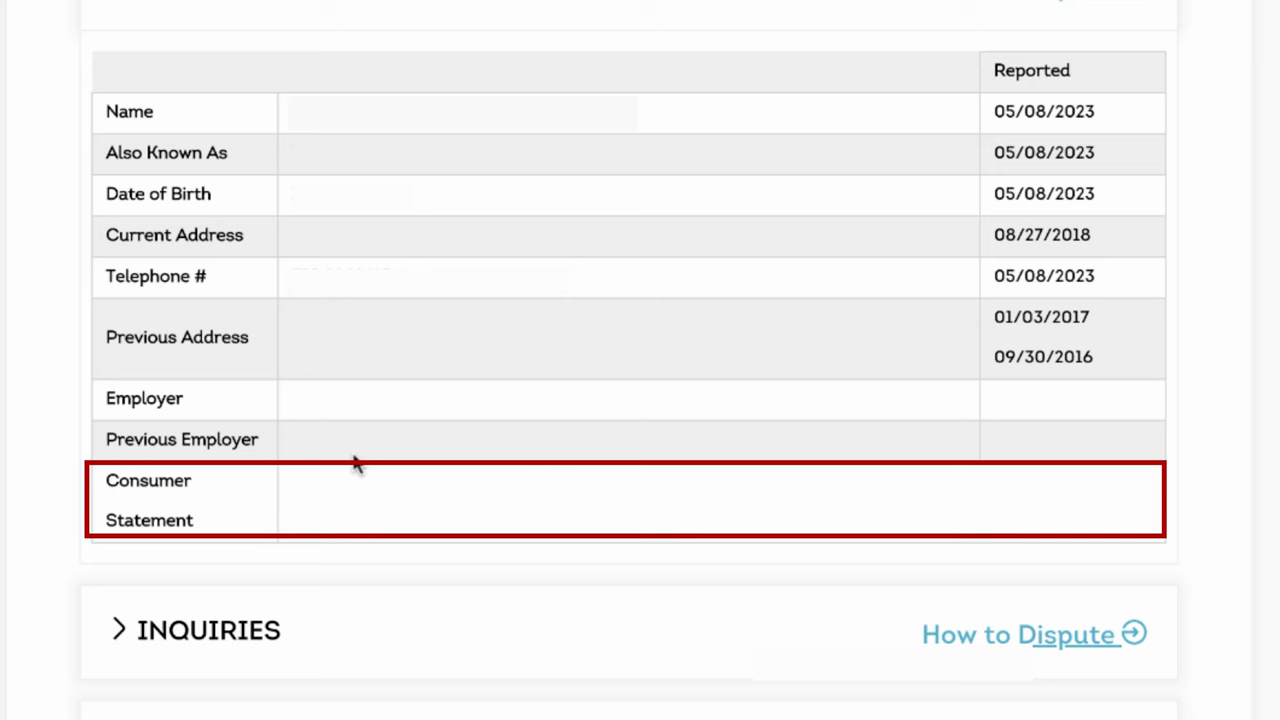 Reported
Name 05/08/2023
Also Known As 05/08/2023
Date of Birth 05/08/2023
Current Address 08/27/2018
Telephone # 05/08/2023
Previous Address 01/03/2017
09/30/2016
Employer
Previous Employer
Consumer
Statement
INQUIRIES How to Dispute